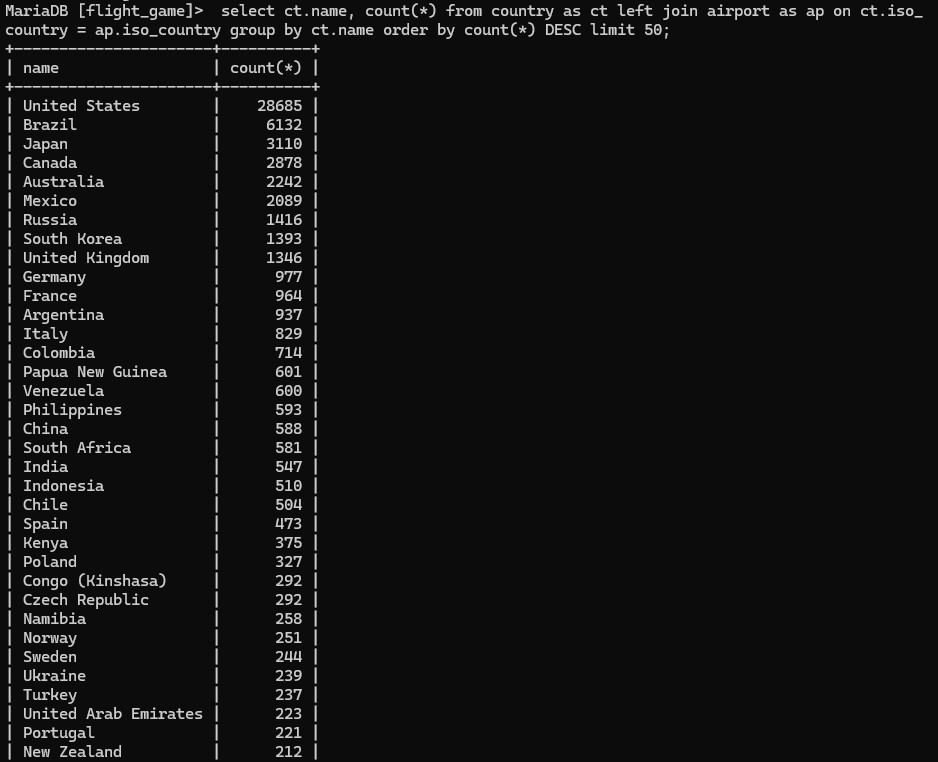 MariaDB [flight_game]>  select ct.name, count(*) from country as ct left join airport as ap on ct.iso_
country = ap.iso_country group by ct.name order by count(*) DESC limit 50;
+----------------------+----------+
| name                 | count(*) |
+----------------------+----------+
| United States        |    28685 |
| Brazil               |     6132 |
| Japan                |     3110 |
| Canada               |     2878 |
| Australia            |     2242 |
| Mexico               |     2089 |
| Russia               |     1416 |
| South Korea          |     1393 |
| United Kingdom       |     1346 |
| Germany              |      977 |
| France               |      964 |
| Argentina            |      937 |
| Italy                |      829 |
| Colombia             |      714 |
| Papua New Guinea     |      601 |
| Venezuela            |      600 |
| Philippines          |      593 |
| China                |      588 |
| South Africa         |      581 |
| India                |      547 |
| Indonesia            |      510 |
| Chile                |      504 |
| Spain                |      473 |
| Kenya                |      375 |
| Poland               |      327 |
| Congo (Kinshasa)     |      292 |
| Czech Republic       |      292 |
| Namibia              |      258 |
| Norway               |      251 |
| Sweden               |      244 |
| Ukraine              |      239 |
| Turkey               |      237 |
| United Arab Emirates |      223 |
| Portugal             |      221 |
| New Zealand          |      212 |